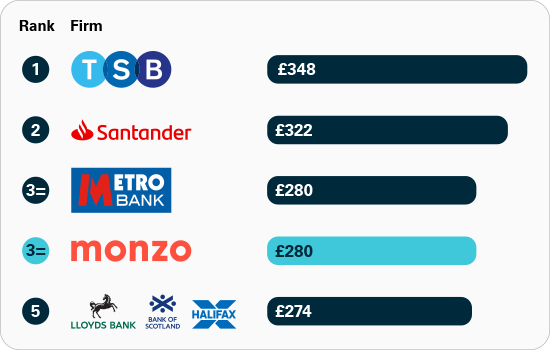 Rank Firm
1 TSB £348
2 Santander £322
3= METRO BANK £280
3= monzo £280
5 LLOYDS BANK BANK OF SCOTLAND HALIFAX £274